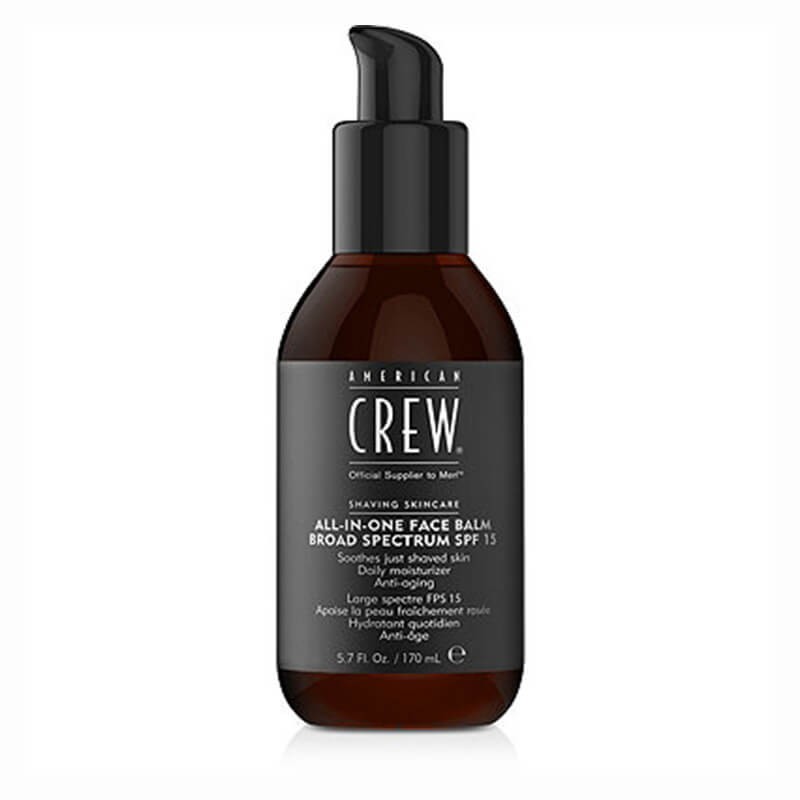 AMERICAN
CREW®
Official Supplier to Men™
SHAVING SKINCARE
ALL-IN-ONE FACE BALM
BROAD SPECTRUM SPF 15
Soothes just shaved skin
Daily moisturizer
Anti-aging
Large spectre FPS 15
Apaise la peau fraîchement rasée
Hydratant quotidien
Anti-âge
5.7 Fl. Oz. / 170 mL ℮